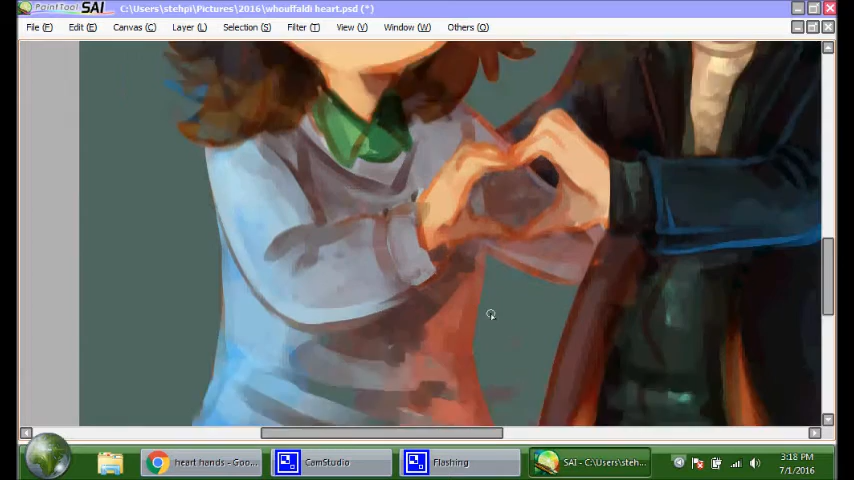 PaintTool SAI C:\Users\stehpi\Pictures\2016\whouffaldi heart.psd (*)
File (F) Edit (E) Canvas (C) Layer (L) Selection (S) Filter (T) View (V) Window (W) Others (O)
heart hands - Goo... CamStudio Flashing SAI - C:\Users\steh... 3:18 PM
7/1/2016